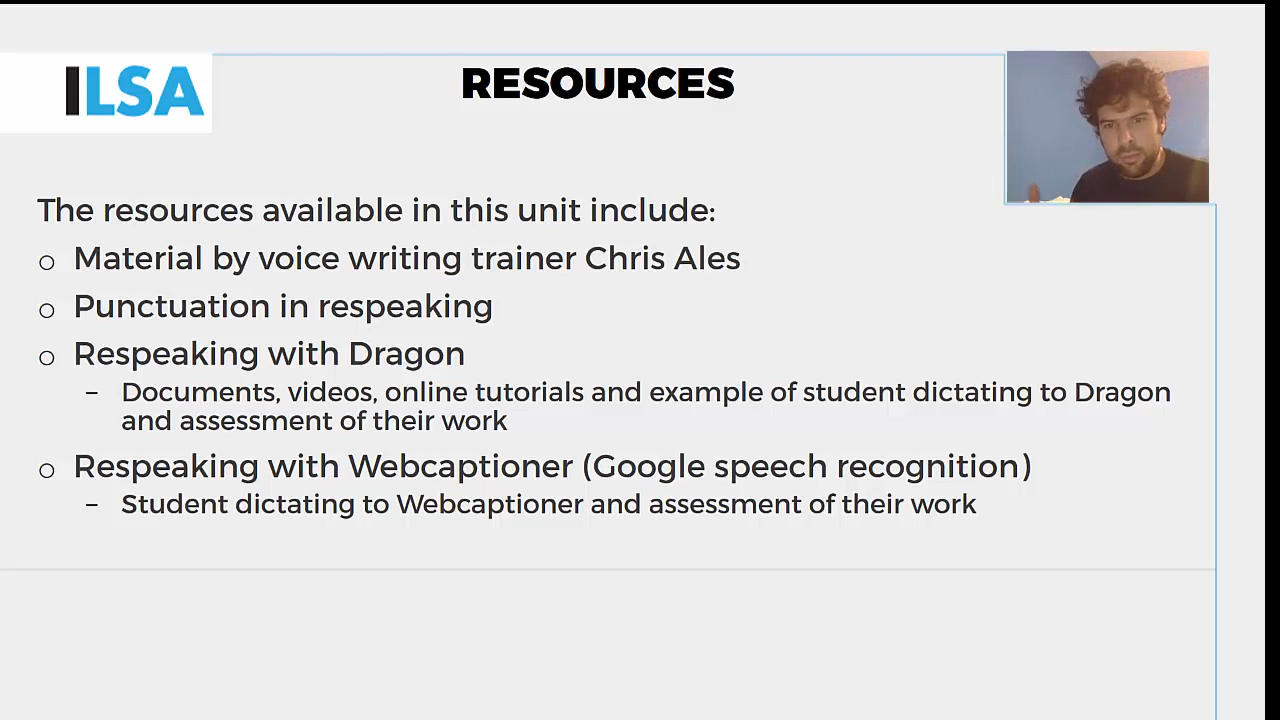 ILSA
RESOURCES
The resources available in this unit include:
o Material by voice writing trainer Chris Ales
o Punctuation in respeaking
o Respeaking with Dragon
– Documents, videos, online tutorials and example of student dictating to Dragon
and assessment of their work
o Respeaking with Webcaptioner (Google speech recognition)
– Student dictating to Webcaptioner and assessment of their work